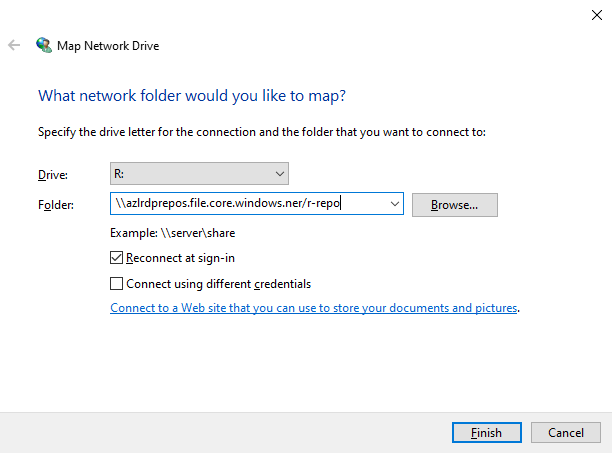 Map Network Drive
What network folder would you like to map?
Specify the drive letter for the connection and the folder that you want to connect to:
Drive: R:
Folder: \\azlrdprepos.file.core.windows.ner/r-repo Browse...
Example: \\server\share
Reconnect at sign-in
Connect using different credentials
Connect to a Web site that you can use to store your documents and pictures.
Finish Cancel